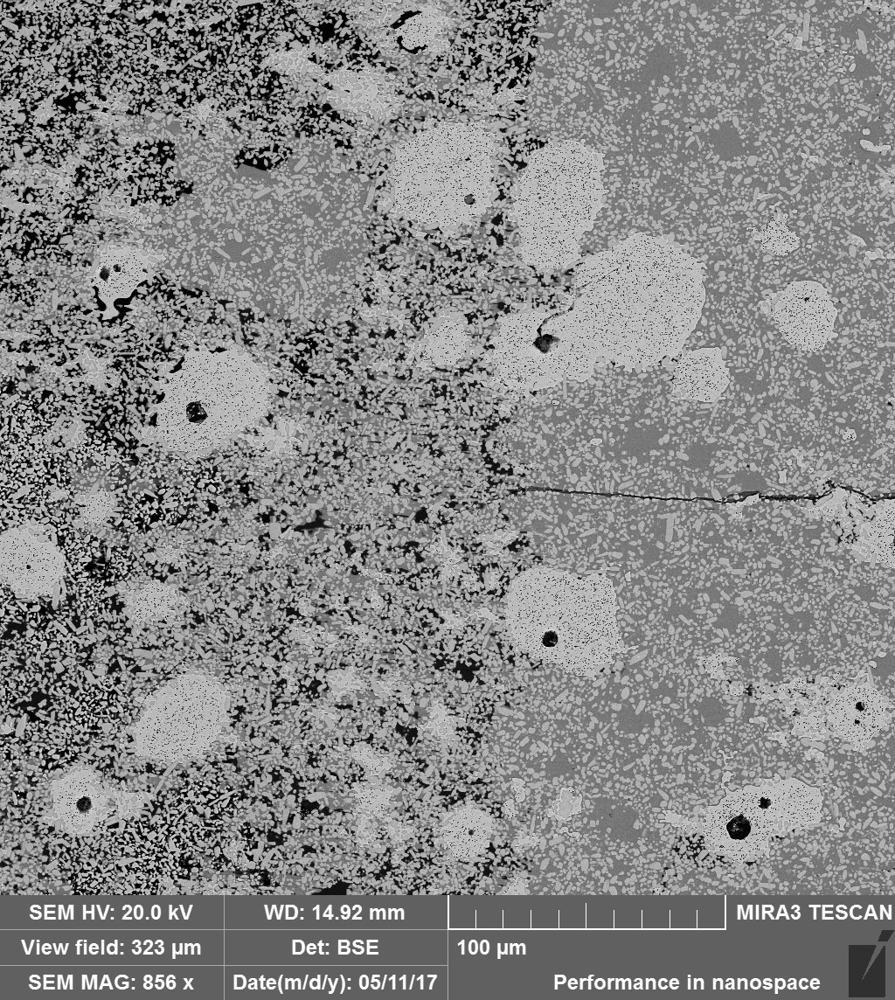 SEM HV: 20.0 kV
WD: 14.92 mm
MIRA3 TESCAN
View field: 323 µm
Det: BSE
100 µm
SEM MAG: 856 x
Date(m/d/y): 05/11/17
Performance in nanospace